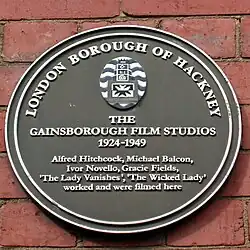 LONDON BOROUGH OF HACKNEY
THE
GAINSBOROUGH FILM STUDIOS
1924-1949
Alfred Hitchcock, Michael Balcon,
Ivor Novello, Gracie Fields,
'The Lady Vanishes', 'The Wicked Lady'
worked and were filmed here